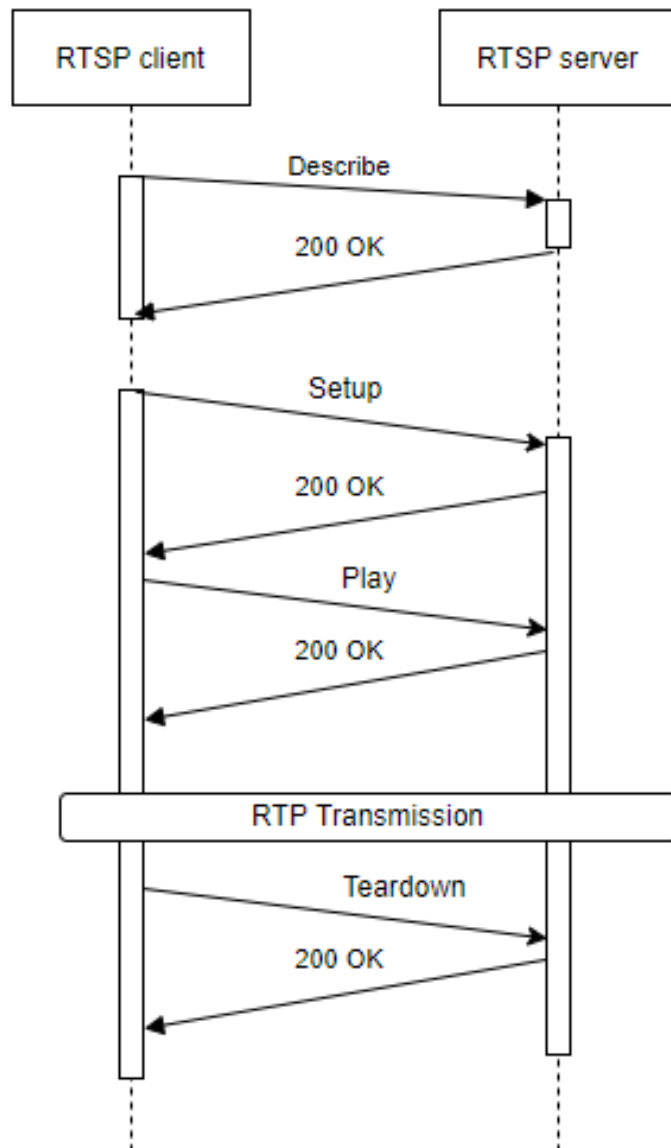 RTSP client
RTSP server
Describe
200 OK
Setup
200 OK
Play
200 OK
RTP Transmission
Teardown
200 OK